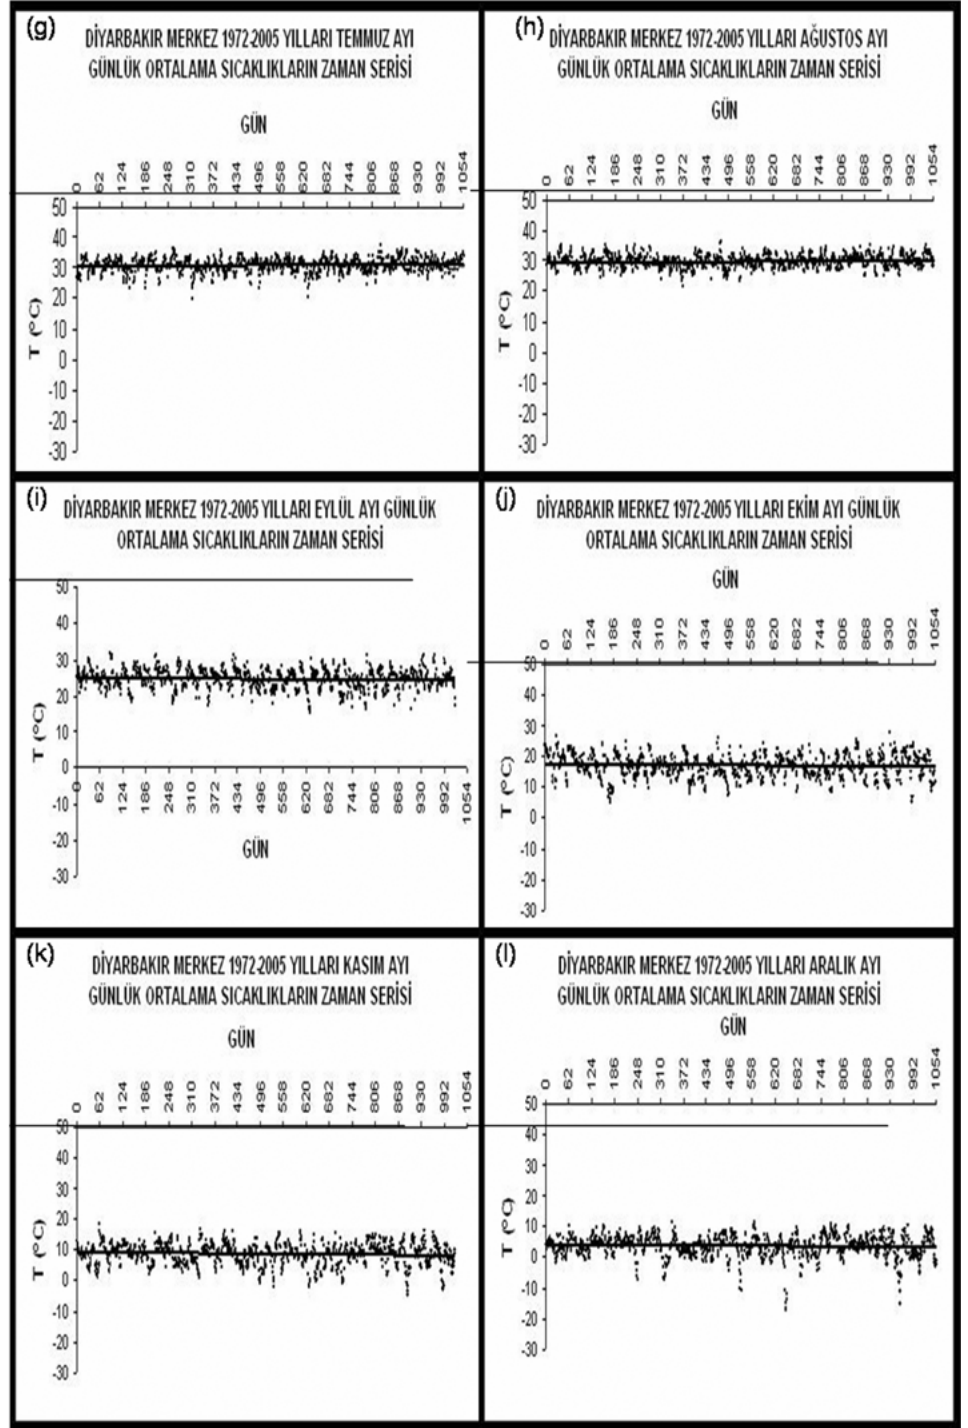 (g)
DİYARBAKIR MERKEZ 1972-2005 YILLARI TEMMUZ AYI
GÜNLÜK ORTALAMA SICAKLIKLARIN ZAMAN SERİSİ
GÜN
0 62 124 186 248 310 372 434 496 558 620 682 744 806 868 930 992 1054
50
40
30
20
10
0
-10
-20
-30
T (°C)
(h)
DİYARBAKIR MERKEZ 1972-2005 YILLARI AĞUSTOS AYI
GÜNLÜK ORTALAMA SICAKLIKLARIN ZAMAN SERİSİ
GÜN
0 62 124 186 248 310 372 434 496 558 620 682 744 806 868 930 992 1054
50
40
30
20
10
0
-10
-20
-30
T (°C)
(i)
DİYARBAKIR MERKEZ 1972-2005 YILLARI EYLÜL AYI GÜNLÜK
ORTALAMA SICAKLIKLARIN ZAMAN SERİSİ
50
40
30
20
10
0
-10
-20
-30
T (°C)
0 62 124 186 248 310 372 434 496 558 620 682 744 806 868 930 992 1054
GÜN
(j)
DİYARBAKIR MERKEZ 1972-2005 YILLARI EKİM AYI GÜNLÜK
ORTALAMA SICAKLIKLARIN ZAMAN SERİSİ
GÜN
0 62 124 186 248 310 372 434 496 558 620 682 744 806 868 930 992 1054
50
40
30
20
10
0
-10
-20
-30
T (°C)
(k)
DİYARBAKIR MERKEZ 1972-2005 YILLARI KASIM AYI
GÜNLÜK ORTALAMA SICAKLIKLARIN ZAMAN SERİSİ
GÜN
0 62 124 186 248 310 372 434 496 558 620 682 744 806 868 930 992 1054
50
40
30
20
10
0
-10
-20
-30
T (°C)
(l)
DİYARBAKIR MERKEZ 1972-2005 YILLARI ARALIK AYI
GÜNLÜK ORTALAMA SICAKLIKLARIN ZAMAN SERİSİ
GÜN
0 62 124 186 248 310 372 434 496 558 620 682 744 806 868 930 992 1054
50
40
30
20
10
0
-10
-20
-30
T (°C)